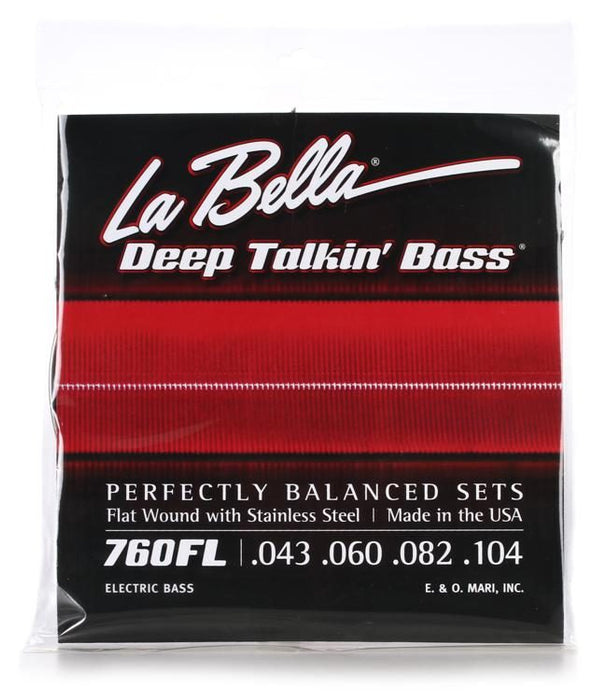 La Bella®
Deep Talkin' Bass®
PERFECTLY BALANCED SETS
Flat Wound with Stainless Steel | Made in the USA
760FL | .043 .060 .082 .104
ELECTRIC BASS E. & O. MARI, INC.